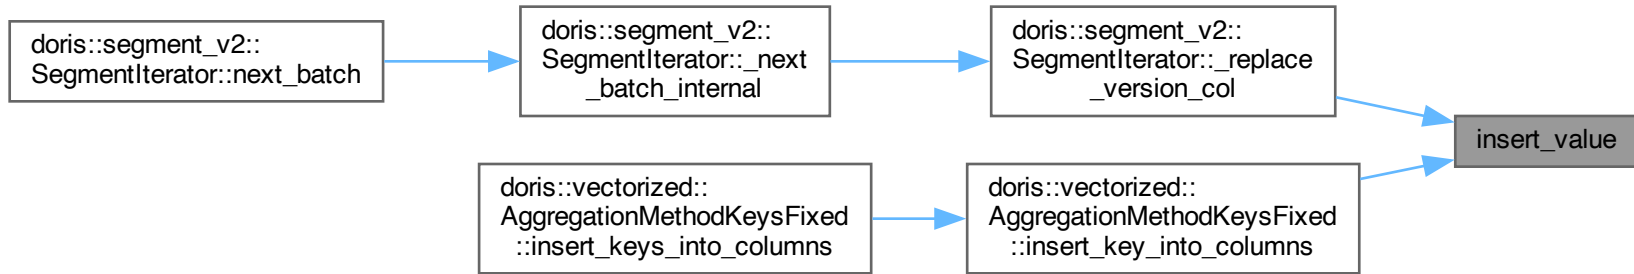 doris::segment_v2::
SegmentIterator::next_batch
doris::segment_v2::
SegmentIterator::_next
_batch_internal
doris::segment_v2::
SegmentIterator::_replace
_version_col
insert_value
doris::vectorized::
AggregationMethodKeysFixed
::insert_keys_into_columns
doris::vectorized::
AggregationMethodKeysFixed
::insert_key_into_columns